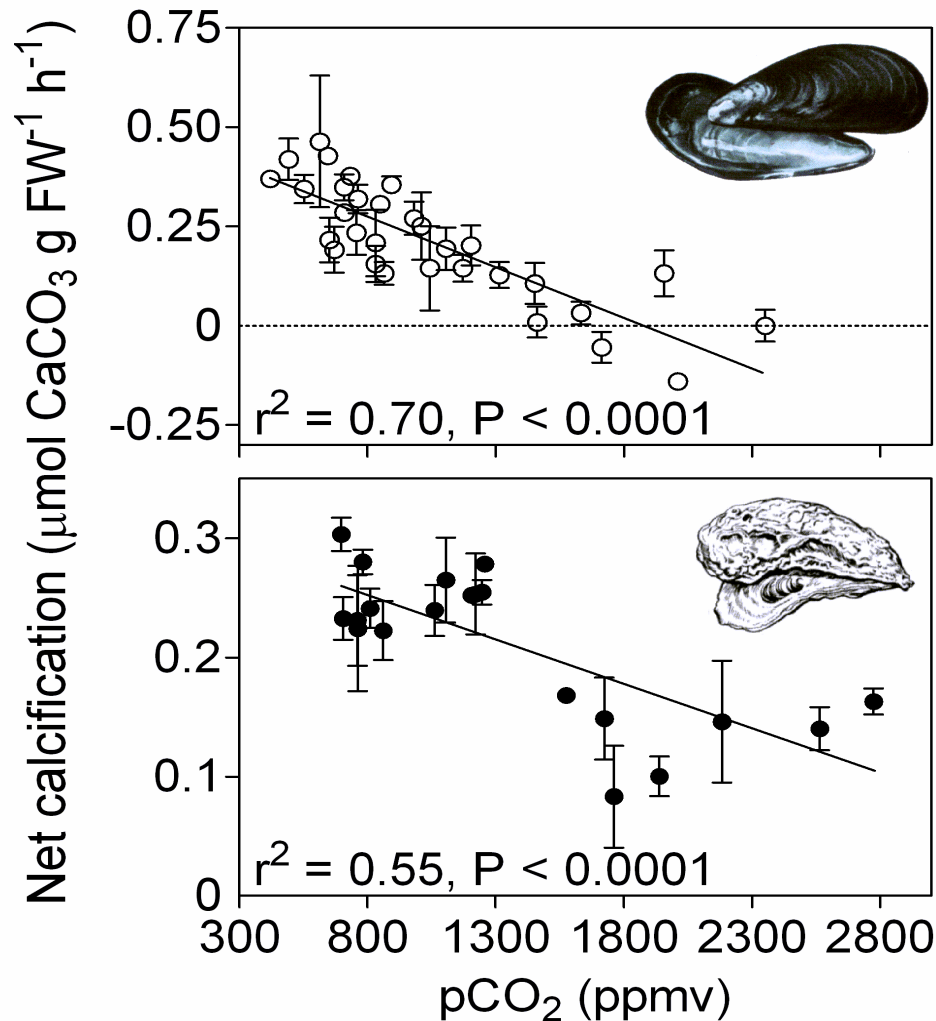 Net calcification (μmol CaCO₃ g FW⁻¹ h⁻¹)
0.75
0.50
0.25
0
-0.25
r² = 0.70, P < 0.0001
0.3
0.2
0.1
0
r² = 0.55, P < 0.0001
300 800 1300 1800 2300 2800
pCO₂ (ppmv)